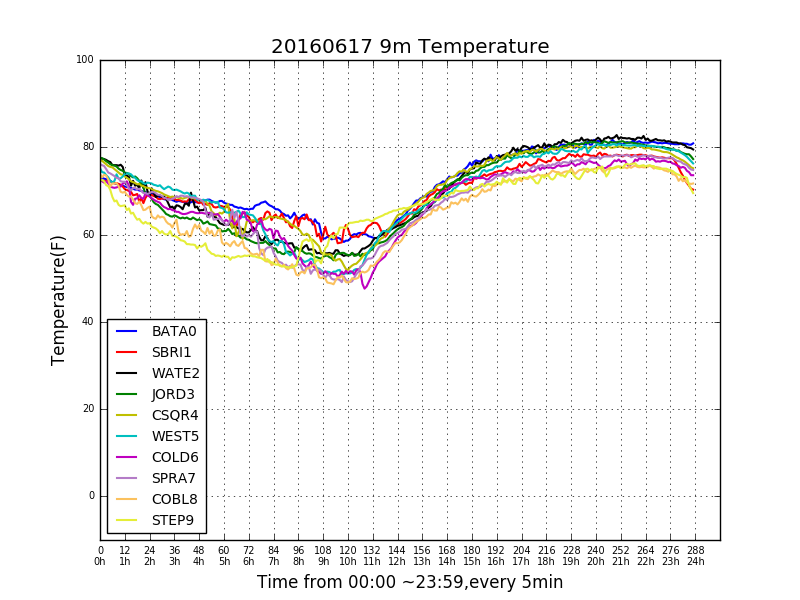 20160617 9m Temperature
100
80
60
40
20
0
Temperature(F)
BATA0
SBRI1
WATE2
JORD3
CSQR4
WEST5
COLD6
SPRA7
COBL8
STEP9
0 12 24 36 48 60 72 84 96 108 120 132 144 156 168 180 192 204 216 228 240 252 264 276 288
0h 1h 2h 3h 4h 5h 6h 7h 8h 9h 10h 11h 12h 13h 14h 15h 16h 17h 18h 19h 20h 21h 22h 23h 24h
Time from 00:00 ~23:59,every 5min